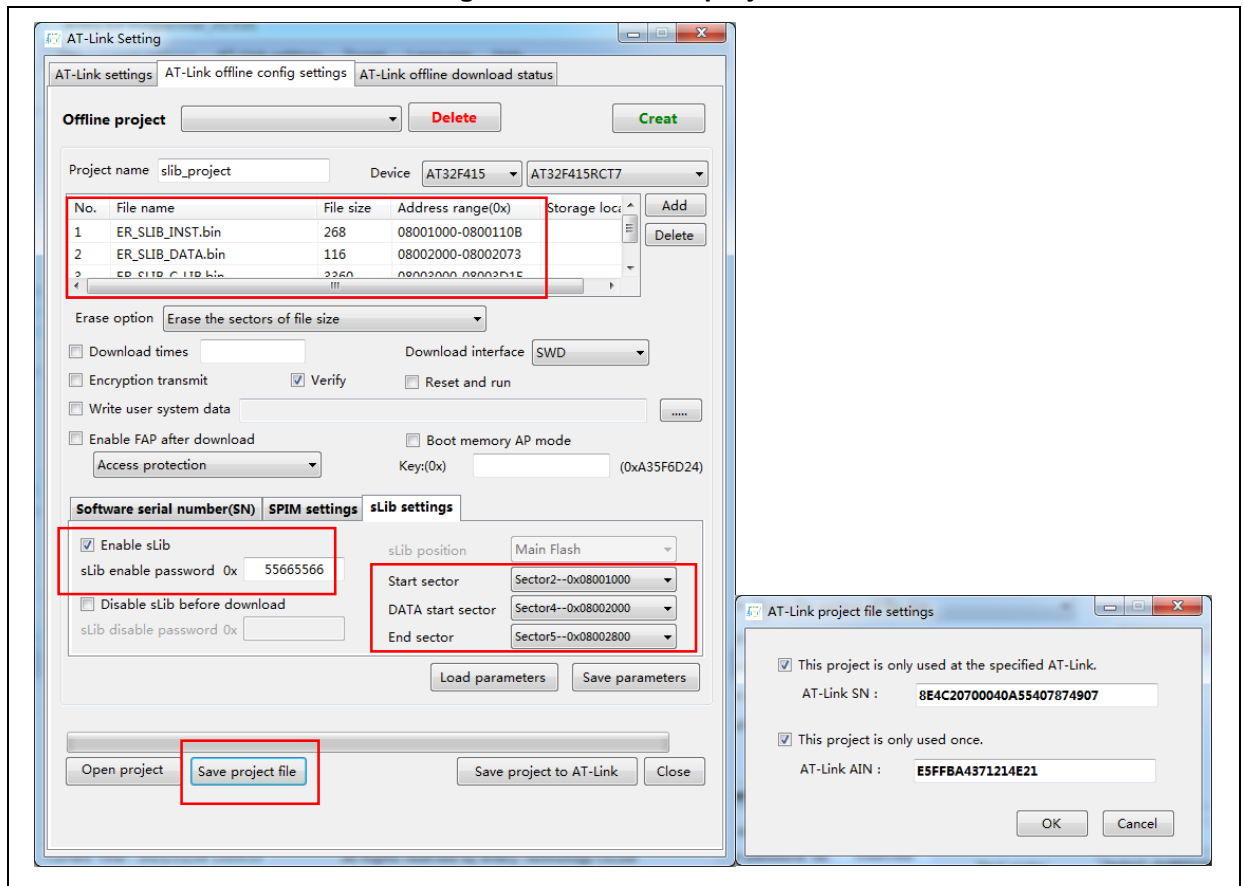 AT-Link Setting
AT-Link settings AT-Link offline config settings AT-Link offline download status
Offline project Delete Creat
Project name slib_project Device AT32F415 AT32F415RCT7
No. File name File size Address range(0x) Storage loca Add
1 ER_SLIB_INST.bin 268 08001000-0800110B Delete
2 ER_SLIB_DATA.bin 116 08002000-08002073
3 ER_SLIB_C_LIB.bin 3360 08003000-08003D1F
Erase option Erase the sectors of file size
Download times Download interface SWD
Encryption transmit Verify Reset and run
Write user system data .....
Enable FAP after download Boot memory AP mode
Access protection Key:(0x) (0xA35F6D24)
Software serial number(SN) SPIM settings sLib settings
Enable sLib sLib position Main Flash
sLib enable password 0x 55665566 Start sector Sector2--0x08001000
Disable sLib before download DATA start sector Sector4--0x08002000
sLib disable password 0x End sector Sector5--0x08002800
Load parameters Save parameters
Open project Save project file Save project to AT-Link Close
AT-Link project file settings
This project is only used at the specified AT-Link.
AT-Link SN : 8E4C20700040A55407874907
This project is only used once.
AT-Link AIN : E5FFBA4371214E21
OK Cancel